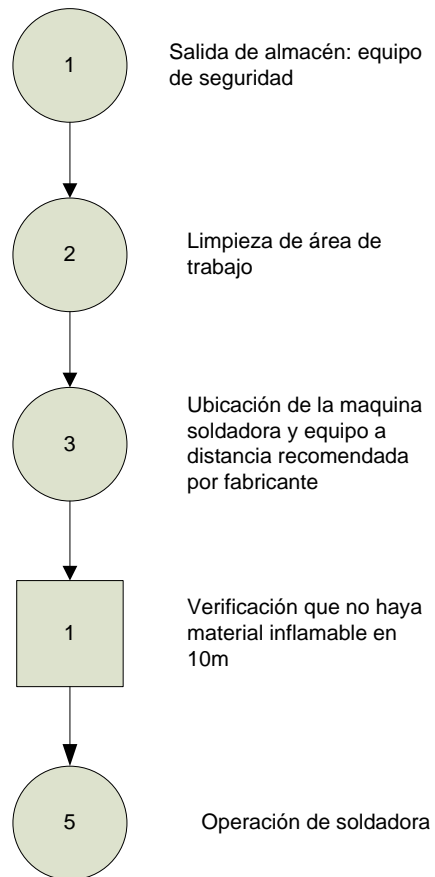 1
Salida de almacén: equipo
de seguridad
2
Limpieza de área de
trabajo
3
Ubicación de la maquina
soldadora y equipo a
distancia recomendada
por fabricante
1
Verificación que no haya
material inflamable en
10m
5
Operación de soldadora